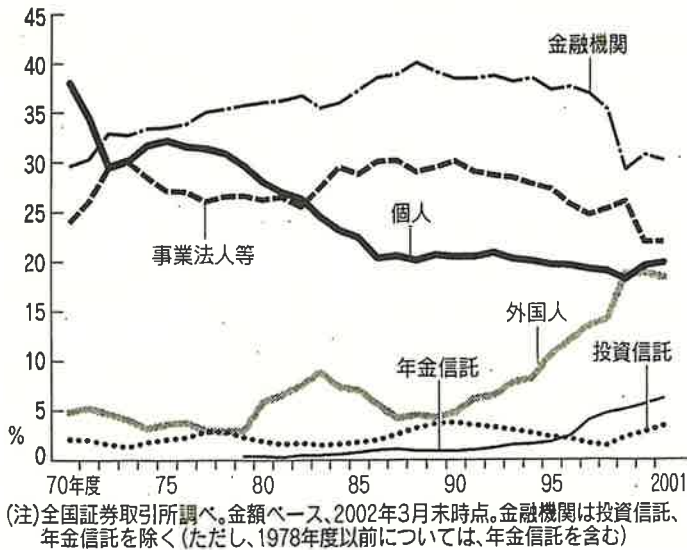 45
40
35
30
25
20
15
10
5
%
0
金融機関
個人
事業法人等
外国人
年金信託
投資信託
70年度 75 80 85 90 95 2001
(注)全国証券取引所調べ。金額ベース、2002年3月末時点。金融機関は投資信託、
年金信託を除く(ただし、1978年度以前については、年金信託を含む)